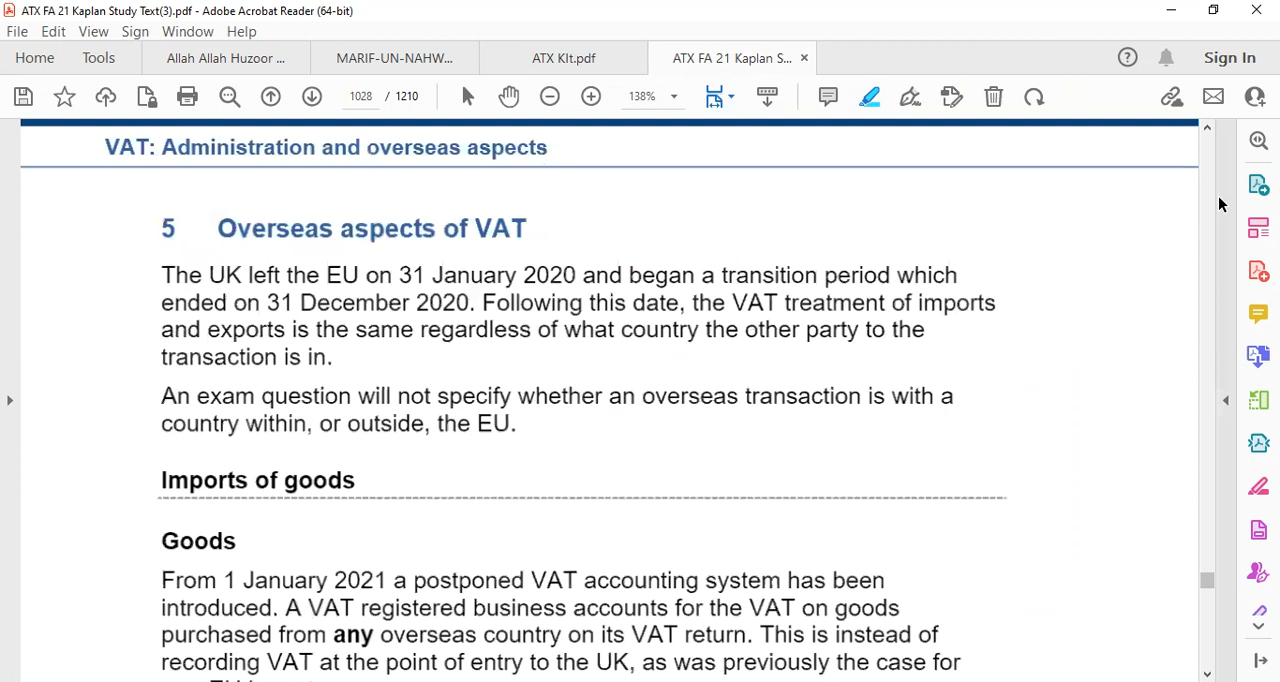 ATX FA 21 Kaplan Study Text(3).pdf - Adobe Acrobat Reader (64-bit)
File Edit View Sign Window Help
Home Tools Allah Allah Huzoor ... MARIF-UN-NAHW... ATX KIt.pdf ATX FA 21 Kaplan S... × Sign In
1028 / 1210 138%
VAT: Administration and overseas aspects
5 Overseas aspects of VAT
The UK left the EU on 31 January 2020 and began a transition period which
ended on 31 December 2020. Following this date, the VAT treatment of imports
and exports is the same regardless of what country the other party to the
transaction is in.
An exam question will not specify whether an overseas transaction is with a
country within, or outside, the EU.
Imports of goods
Goods
From 1 January 2021 a postponed VAT accounting system has been
introduced. A VAT registered business accounts for the VAT on goods
purchased from any overseas country on its VAT return. This is instead of
recording VAT at the point of entry to the UK, as was previously the case for